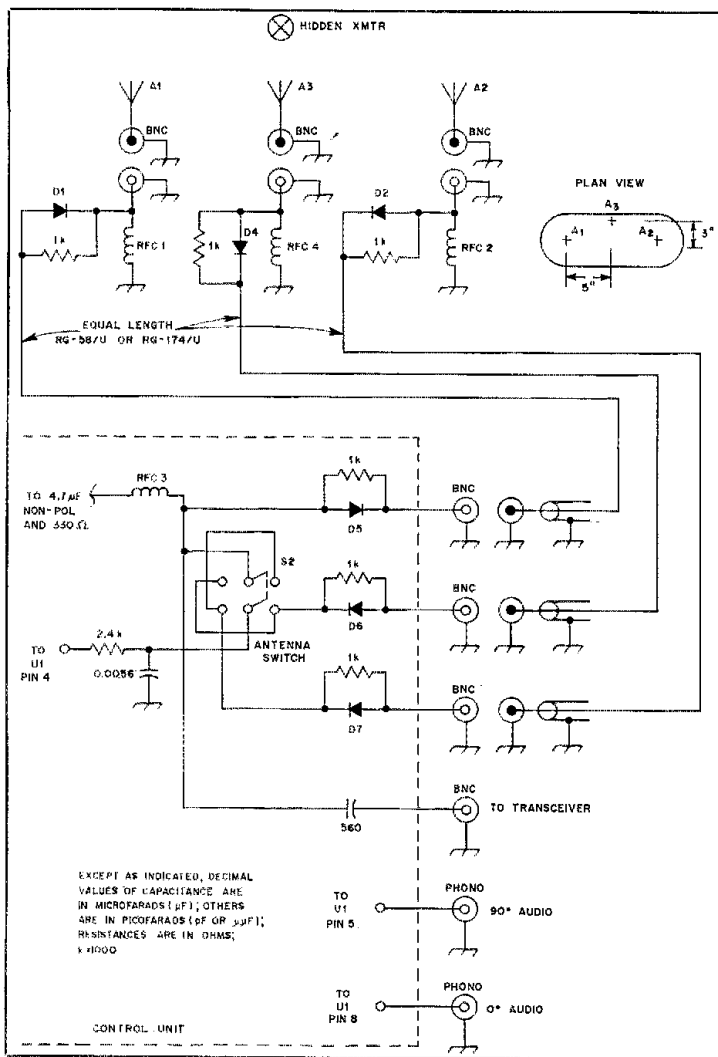 HIDDEN XMTR
A1
A3
A2
BNC
BNC
BNC
D1
1k
RFC 1
1k
D4
RFC 4
D2
1k
RFC 2
PLAN VIEW
A3
A1
A2
3"
5"
EQUAL LENGTH
RG-58/U OR RG-174/U
RFC 3
TO 4.7µF
NON-POL
AND 330Ω
1k
D5
BNC
S2
1k
D6
BNC
ANTENNA
SWITCH
TO
U1
PIN 4
2.4k
0.0056
1k
D7
BNC
560
BNC
TO TRANSCEIVER
EXCEPT AS INDICATED, DECIMAL
VALUES OF CAPACITANCE ARE
IN MICROFARADS (µF); OTHERS
ARE IN PICOFARADS (pF OR µµF);
RESISTANCES ARE IN OHMS;
k=1000
TO
U1
PIN 5
PHONO
90° AUDIO
TO
U1
PIN 8
PHONO
0° AUDIO
CONTROL UNIT